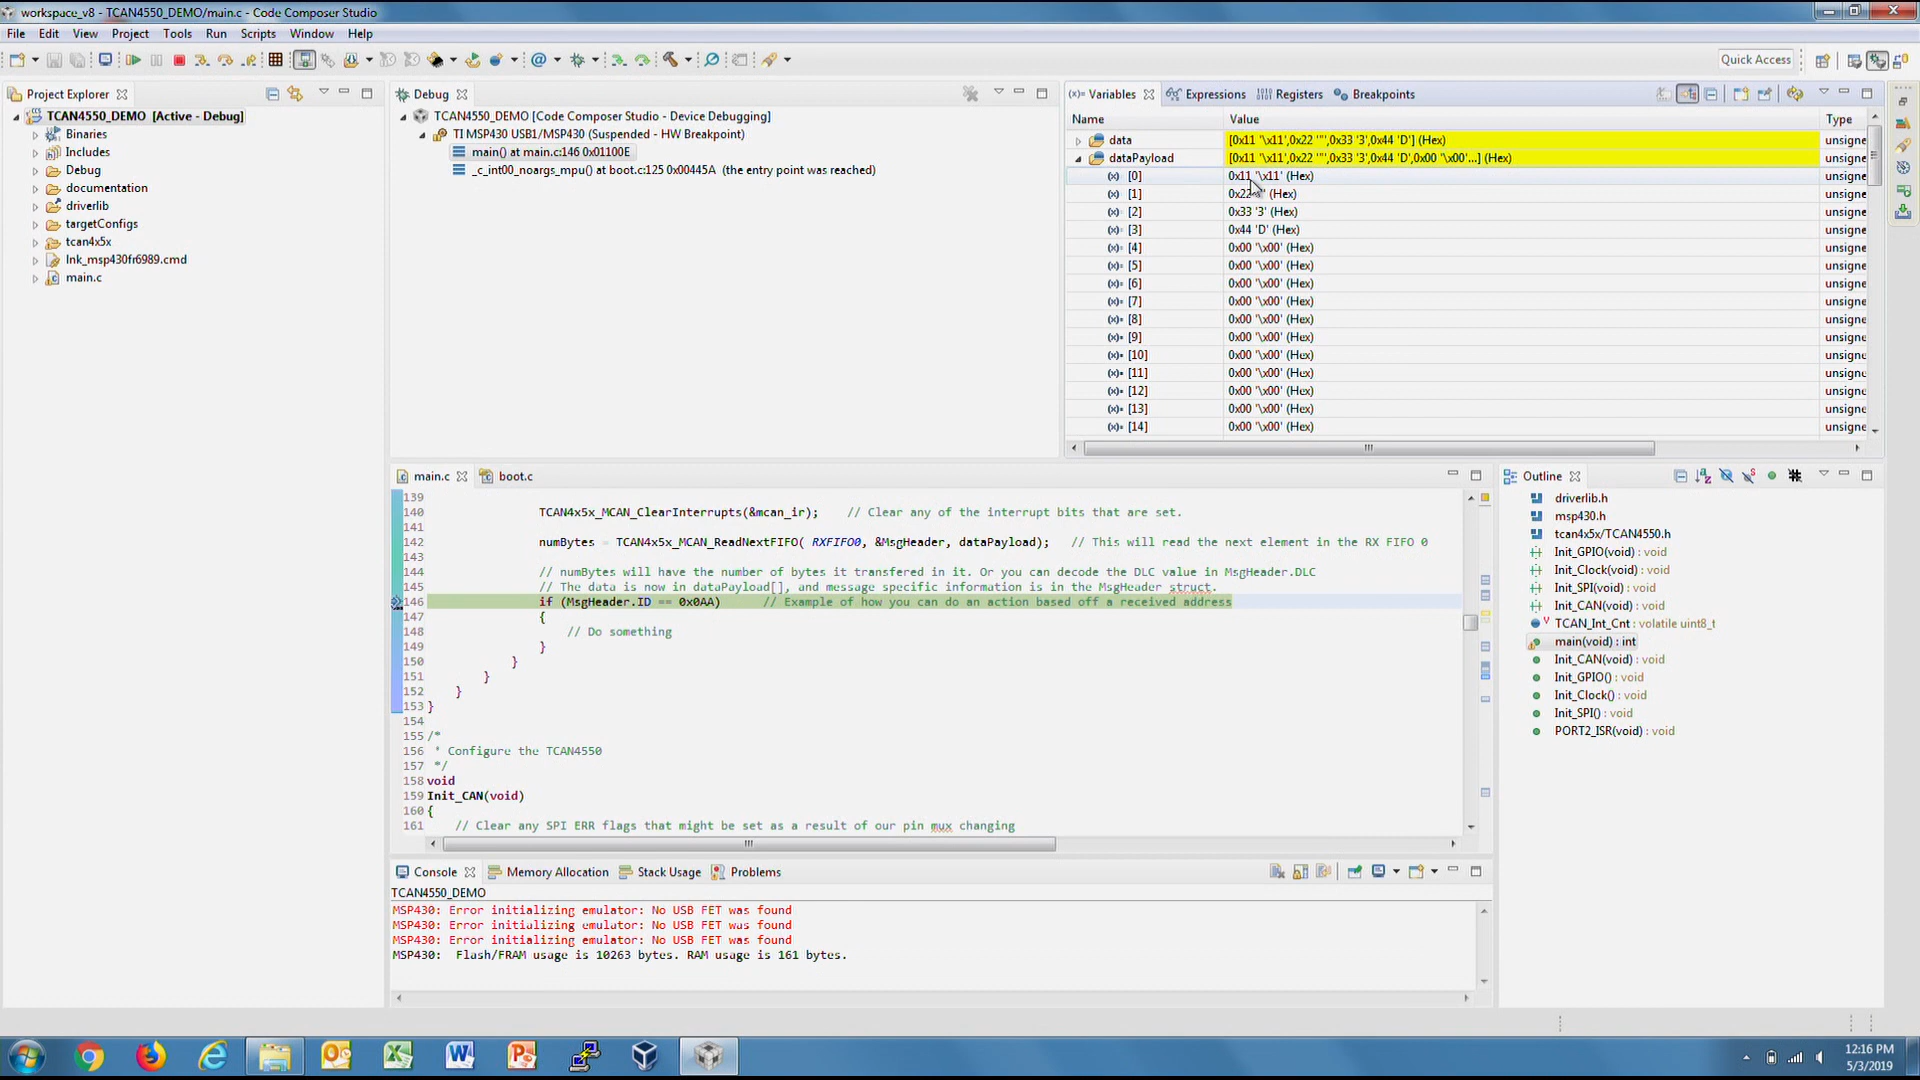 workspace_v8 - TCAN4550_DEMO/main.c - Code Composer Studio
File Edit View Project Tools Run Scripts Window Help
Quick Access
Project Explorer
TCAN4550_DEMO [Active - Debug]
Binaries
Includes
Debug
documentation
driverlib
targetConfigs
tcan4x5x
lnk_msp430fr6989.cmd
main.c
Debug
TCAN4550_DEMO [Code Composer Studio - Device Debugging]
TI MSP430 USB1/MSP430 (Suspended - HW Breakpoint)
main() at main.c:146 0x01100E
_c_int00_noargs_mpu() at boot.c:125 0x00445A (the entry point was reached)
(x)= Variables Expressions Registers Breakpoints
Name Value Type
data [0x11 '\x11',0x22 '"',0x33 '3',0x44 'D'] (Hex) unsigne
dataPayload [0x11 '\x11',0x22 '"',0x33 '3',0x44 'D',0x00 '\x00'...] (Hex) unsigne
(x)= [0] 0x11 '\x11' (Hex) unsigne
(x)= [1] 0x22 '"' (Hex) unsigne
(x)= [2] 0x33 '3' (Hex) unsigne
(x)= [3] 0x44 'D' (Hex) unsigne
(x)= [4] 0x00 '\x00' (Hex) unsigne
(x)= [5] 0x00 '\x00' (Hex) unsigne
(x)= [6] 0x00 '\x00' (Hex) unsigne
(x)= [7] 0x00 '\x00' (Hex) unsigne
(x)= [8] 0x00 '\x00' (Hex) unsigne
(x)= [9] 0x00 '\x00' (Hex) unsigne
(x)= [10] 0x00 '\x00' (Hex) unsigne
(x)= [11] 0x00 '\x00' (Hex) unsigne
(x)= [12] 0x00 '\x00' (Hex) unsigne
(x)= [13] 0x00 '\x00' (Hex) unsigne
(x)= [14] 0x00 '\x00' (Hex) unsigne
main.c boot.c
139
140 TCAN4x5x_MCAN_ClearInterrupts(&mcan_ir); // Clear any of the interrupt bits that are set.
141
142 numBytes = TCAN4x5x_MCAN_ReadNextFIFO( RXFIFO0, &MsgHeader, dataPayload); // This will read the next element in the RX FIFO 0
143
144 // numBytes will have the number of bytes it transfered in it. Or you can decode the DLC value in MsgHeader.DLC
145 // The data is now in dataPayload[], and message specific information is in the MsgHeader struct.
146 if (MsgHeader.ID == 0x0AA) // Example of how you can do an action based off a received address
147 {
148 // Do something
149 }
150 }
151 }
152 }
153 }
154
155 /*
156 * Configure the TCAN4550
157 */
158 void
159 Init_CAN(void)
160 {
161 // Clear any SPI ERR flags that might be set as a result of our pin mux changing
Outline
driverlib.h
msp430.h
tcan4x5x/TCAN4550.h
Init_GPIO(void) : void
Init_Clock(void) : void
Init_SPI(void) : void
Init_CAN(void) : void
TCAN_Int_Cnt : volatile uint8_t
main(void) : int
Init_CAN(void) : void
Init_GPIO() : void
Init_Clock() : void
Init_SPI() : void
PORT2_ISR(void) : void
Console Memory Allocation Stack Usage Problems
TCAN4550_DEMO
MSP430: Error initializing emulator: No USB FET was found
MSP430: Error initializing emulator: No USB FET was found
MSP430: Error initializing emulator: No USB FET was found
MSP430: Flash/FRAM usage is 10263 bytes. RAM usage is 161 bytes.
12:16 PM
5/3/2019